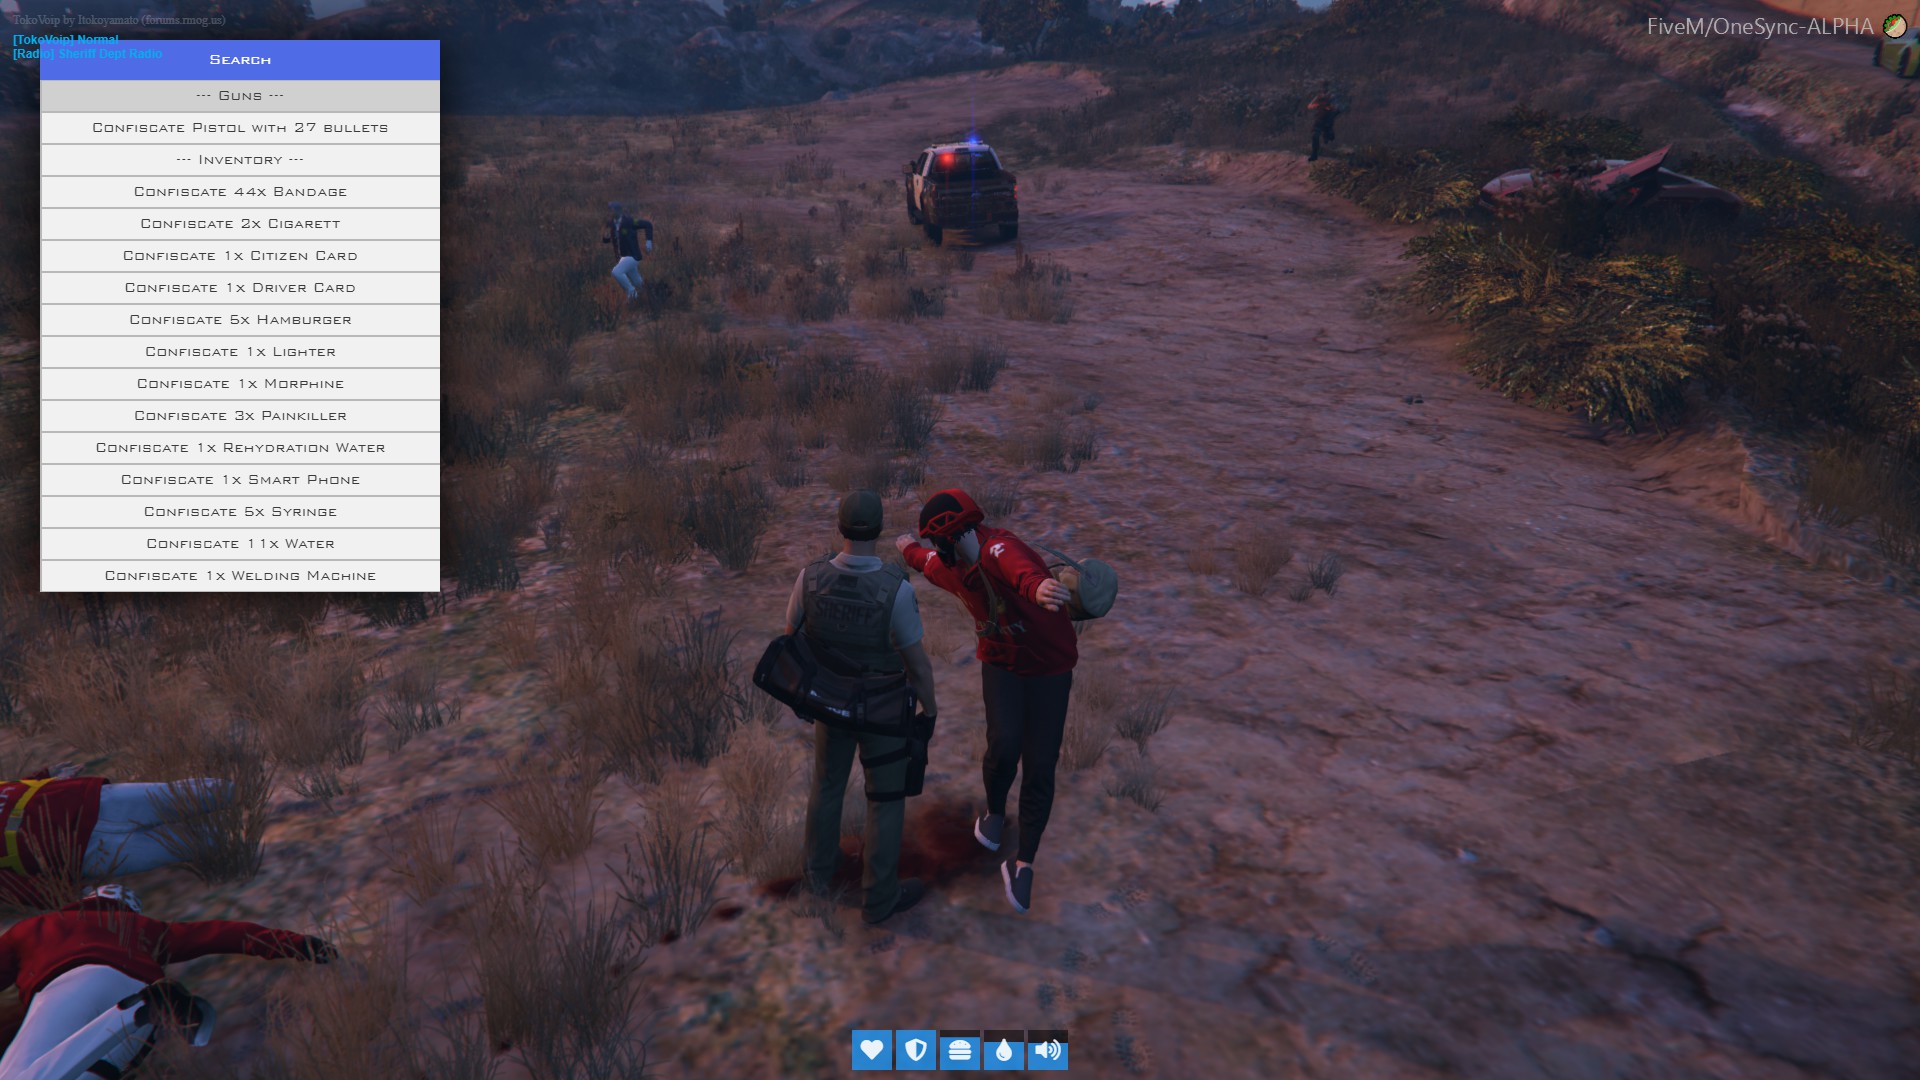 TokoVoip by Itokoyamato (forums.rmog.us)
[TokoVoip] Normal
[Radio] Sheriff Dept Radio
FiveM/OneSync-ALPHA
Search
--- Guns ---
Confiscate Pistol with 27 bullets
--- Inventory ---
Confiscate 44x Bandage
Confiscate 2x Cigarett
Confiscate 1x Citizen Card
Confiscate 1x Driver Card
Confiscate 5x Hamburger
Confiscate 1x Lighter
Confiscate 1x Morphine
Confiscate 3x Painkiller
Confiscate 1x Rehydration Water
Confiscate 1x Smart Phone
Confiscate 5x Syringe
Confiscate 11x Water
Confiscate 1x Welding Machine
SHERIFF